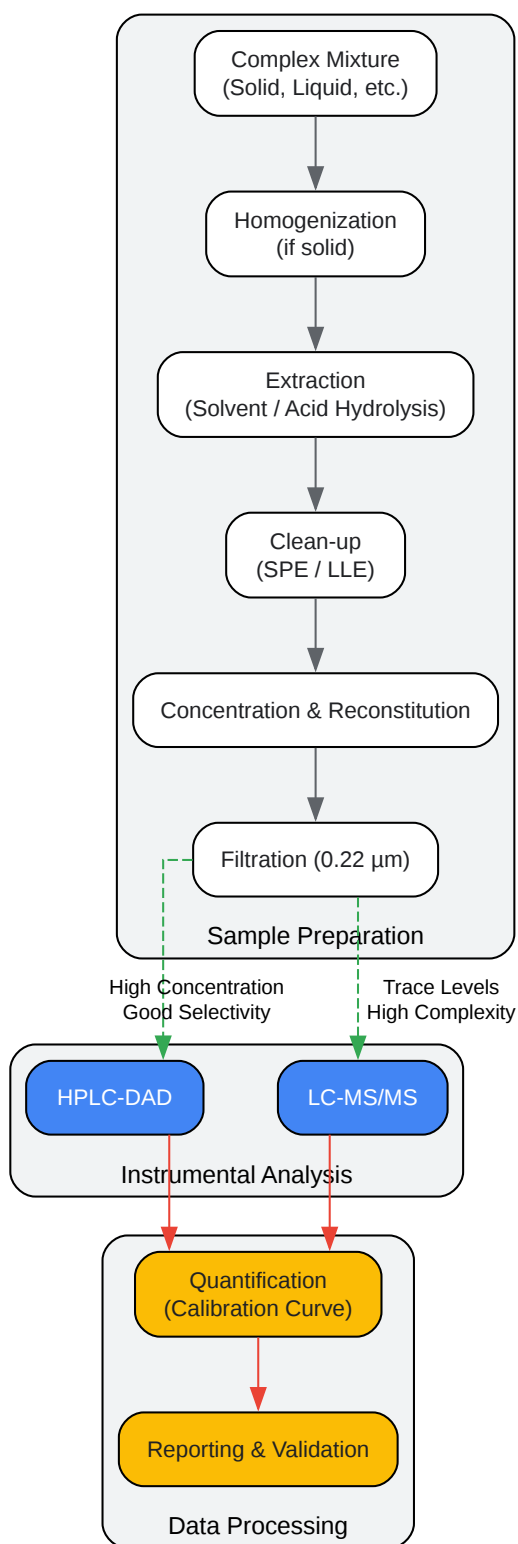 Complex Mixture
(Solid, Liquid, etc.)
Homogenization
(if solid)
Extraction
(Solvent / Acid Hydrolysis)
Clean-up
(SPE / LLE)
Concentration & Reconstitution
Filtration (0.22 µm)
Sample Preparation
High Concentration
Good Selectivity
Trace Levels
High Complexity
HPLC-DAD
LC-MS/MS
Instrumental Analysis
Quantification
(Calibration Curve)
Reporting & Validation
Data Processing